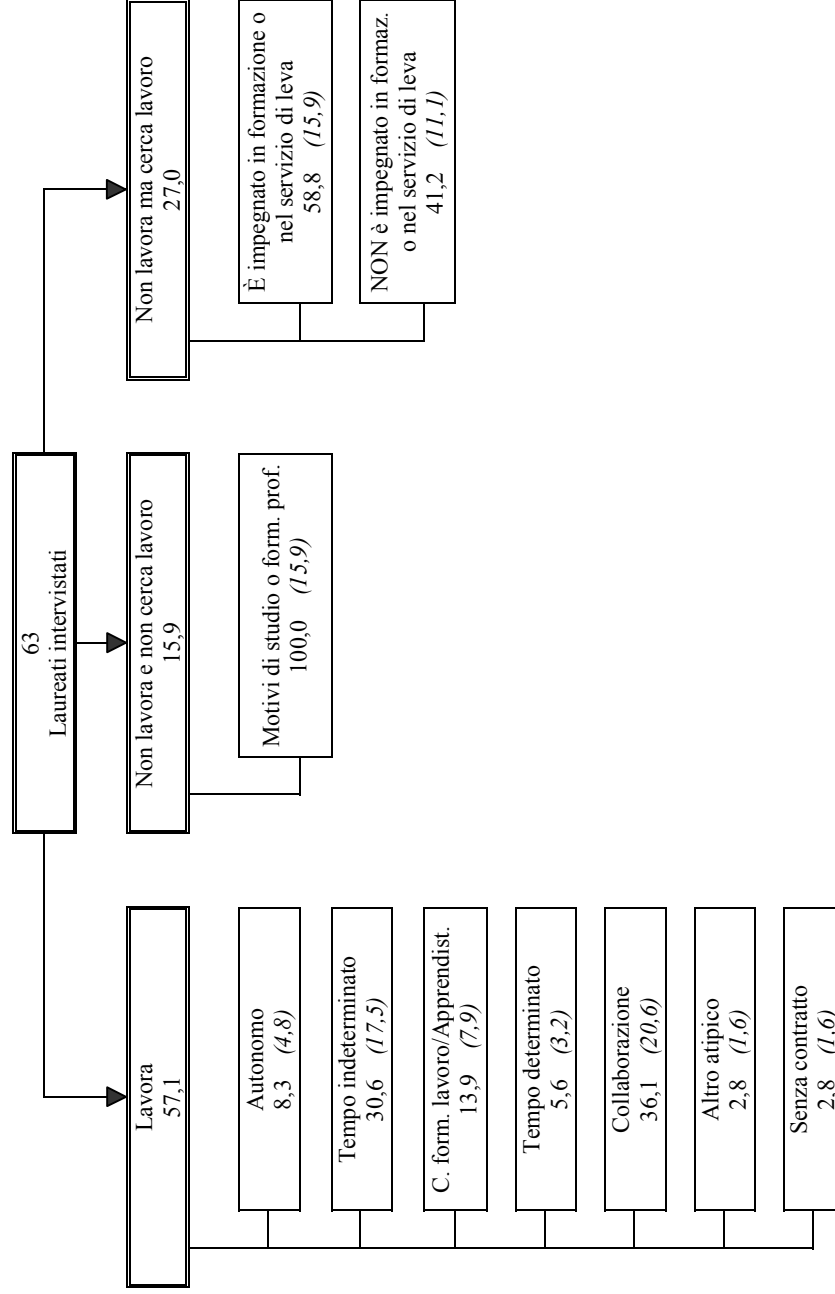 63
Laureati intervistati
Lavora
57,1
Autonomo
8,3 (4,8)
Tempo indeterminato
30,6 (17,5)
C. form. lavoro/Apprendist.
13,9 (7,9)
Tempo determinato
5,6 (3,2)
Collaborazione
36,1 (20,6)
Altro atipico
2,8 (1,6)
Senza contratto
2,8 (1,6)
Non lavora e non cerca lavoro
15,9
Motivi di studio o form. prof.
100,0 (15,9)
Non lavora ma cerca lavoro
27,0
È impegnato in formazione o
nel servizio di leva
58,8 (15,9)
NON è impegnato in formaz.
o nel servizio di leva
41,2 (11,1)